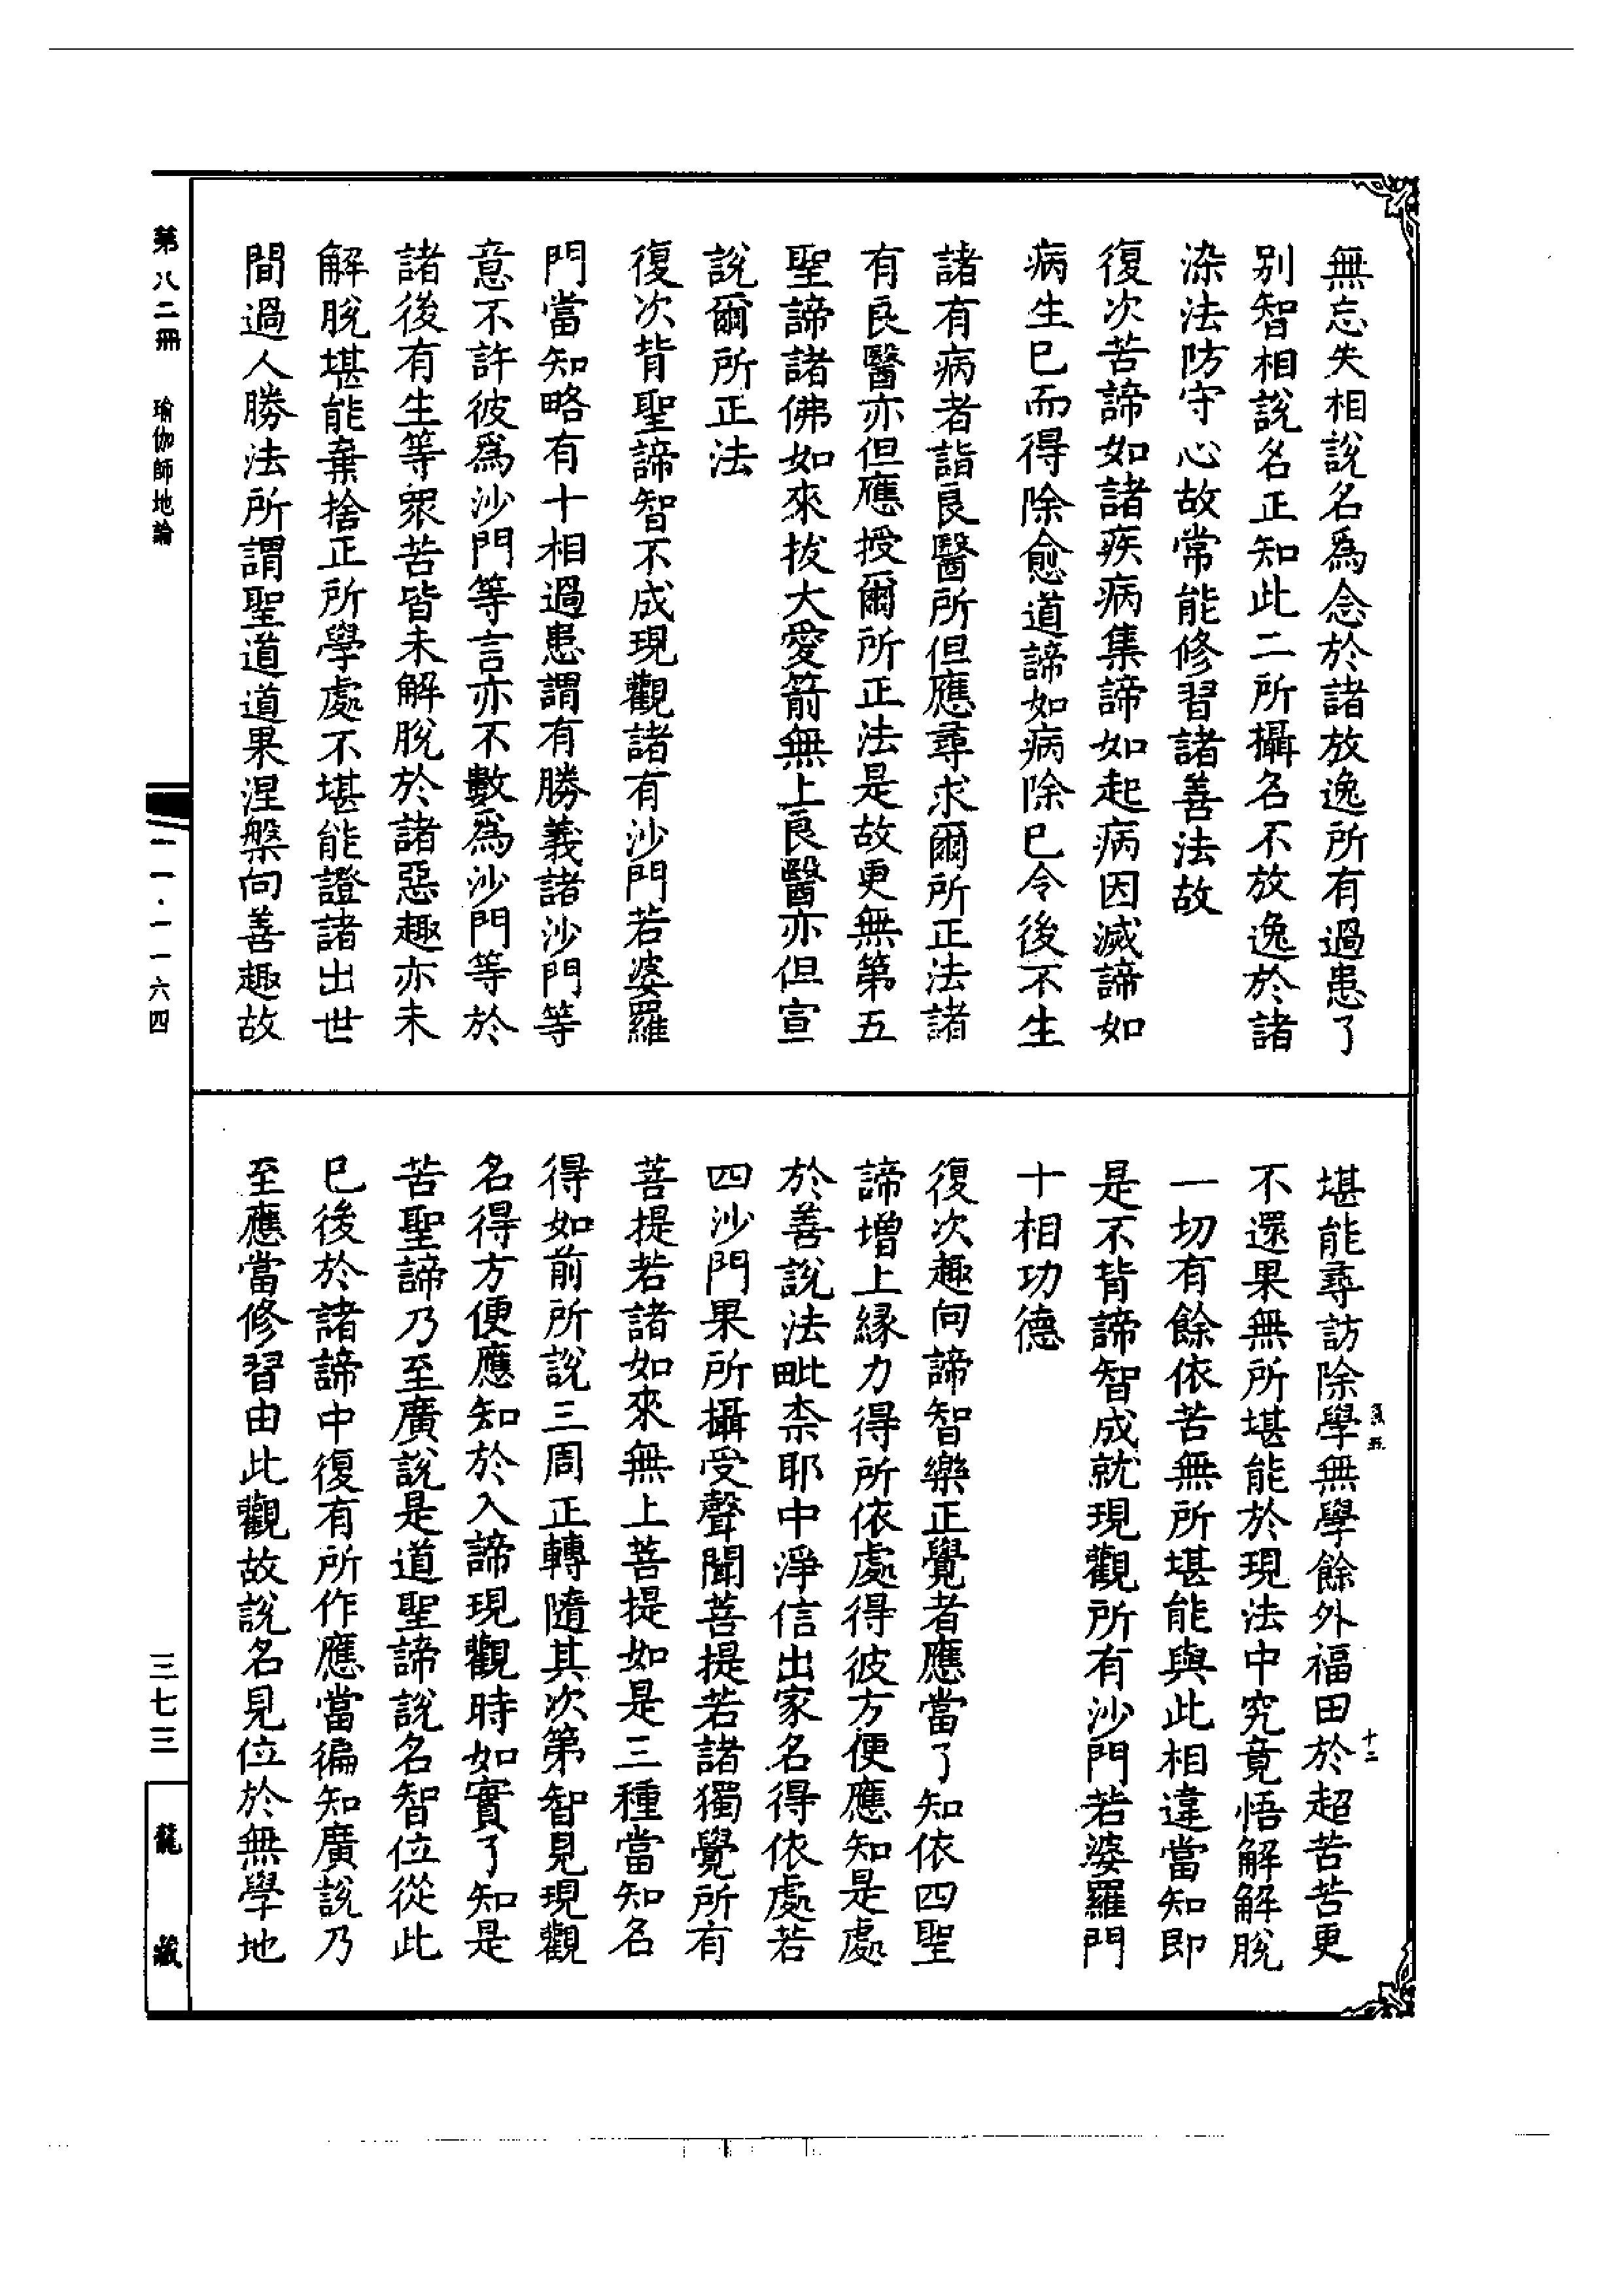 無忘失相說名爲念於諸放逸所有過患了
别智相說名正知此二所攝名不放逸於諸
染法防守心故常能修習諸善法故
復次苦諦如諸疾病集諦如起病因滅諦如
病生巳而得除愈道諦如病除巳令後不生
諸有病者詣良醫所但應尋求爾所正法諸
有良醫亦但應授爾所正法是故更無第五
聖諦諸佛如來拔大愛箭無上良醫亦但宣
說爾所正法
復次背聖諦智不成現觀諸有沙門若婆羅
門當知略有十相過患謂有勝義諸沙門等
意不許彼爲沙門等言亦不數爲沙門等於
諸後有生等衆苦皆未解脫於諸惡趣亦未
解脫堪能棄捨正所學處不堪能證諸出世
間過人勝法所謂聖道道果涅槃向善趣故
堪能尋訪除學無學餘外福田於超苦苦更
不還果無所堪能於現法中究竟悟解解脫
一切有餘依苦無所堪能與此相違當知即
是不背諦智成就現觀所有沙門若婆羅門
十相功德
復次趣向諦智樂正覺者應當了知依四聖
諦增上緣力得所依處得彼方便應知是處
於善說法毗柰耶中淨信出家名得依處若
四沙門果所攝受聲聞菩提若諸獨覺所有
菩提若諸如來無上菩提如是三種當知名
得如前所說三周正轉隨其次第智見現觀
名得方便應知於入諦現觀時如實了知是
苦聖諦乃至廣說是道聖諦說名智位從此
巳後於諸諦中復有所作應當徧知廣說乃
至應當修習由此觀故說名見位於無學地
十二
第八二冊 瑜伽師地論
二一·一一六四
三七三
龍藏